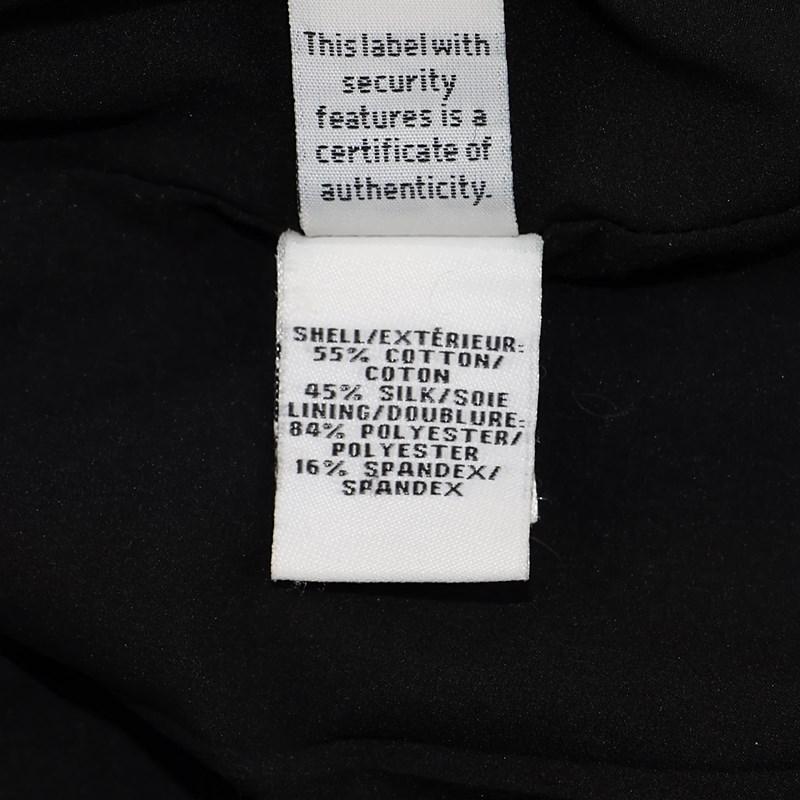 This label with
security
features is a
certificate of
authenticity.
SHELL/EXTÉRIEUR:
55% COTTON/
COTON
45% SILK/SOIE
LINING/DOUBLURE:
84% POLYESTER/
POLYESTER
16% SPANDEX/
SPANDEX